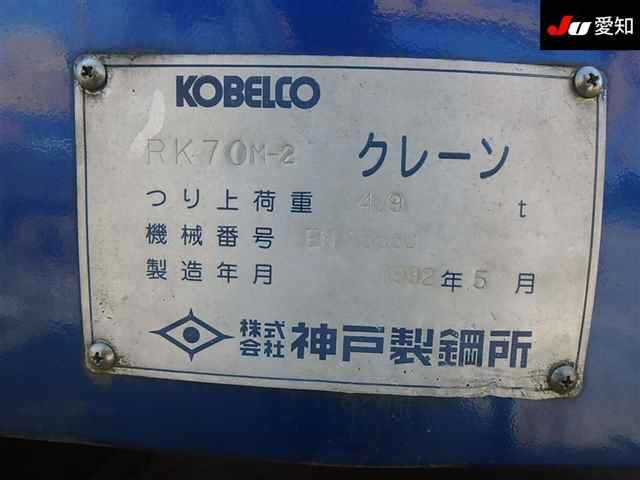 JU 愛知
KOBELCO
RK70M-2 クレーン
つり上荷重 4.9 t
機械番号
製造年月 1992年5月
株式会社 神戸製鋼所